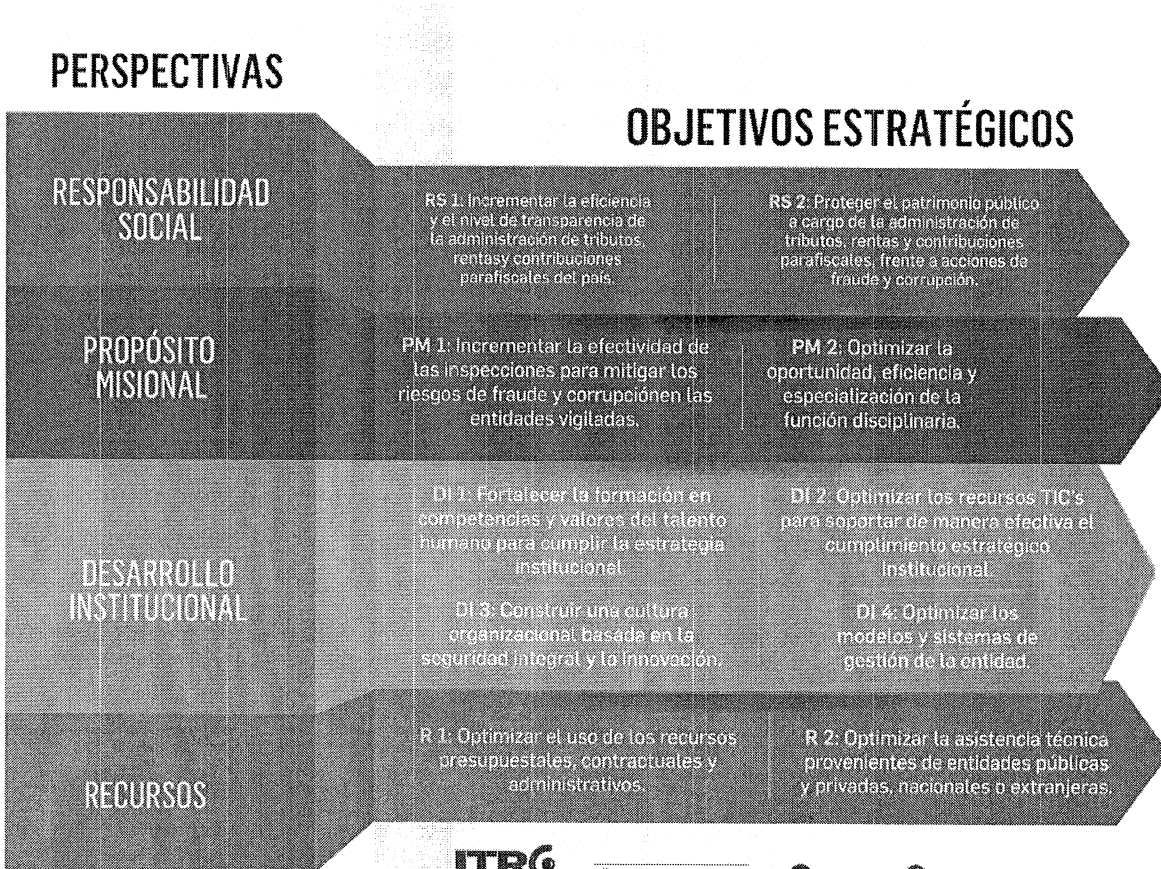 PERSPECTIVAS
OBJETIVOS ESTRATÉGICOS
RESPONSABILIDAD
SOCIAL
RS 1: Incrementar la eficiencia
y el nivel de transparencia de
la administración de tributos,
rentasy contribuciones
parafiscales del país.
RS 2: Proteger el patrimonio público
a cargo de la administración de
tributos, rentas y contribuciones
parafiscales, frente a acciones de
fraude y corrupción.
PROPÓSITO
MISIONAL
PM 1: Incrementar la efectividad de
las inspecciones para mitigar los
riesgos de fraude y corrupciónen las
entidades vigiladas.
PM 2: Optimizar la
oportunidad, eficiencia y
especialización de la
función disciplinaria.
DESARROLLO
INSTITUCIONAL
DI 1: Fortalecer la formación en
competencias y valores del talento
humano para cumplir la estrategia
institucional
DI 2: Optimizar los recursos TIC's
para soportar de manera efectiva el
cumplimiento estratégico
Institucional.
DI 3: Construir una cultura
organizacional basada en la
seguridad integral y la innovación.
DI 4: Optimizar los
modelos y sistemas de
gestión de la entidad.
RECURSOS
R 1: Optimizar el uso de los recursos
presupuestales, contractuales y
administrativos.
R 2: Optimizar la asistencia técnica
provenientes de entidades públicas
y privadas, nacionales o extranjeras.
ITRC